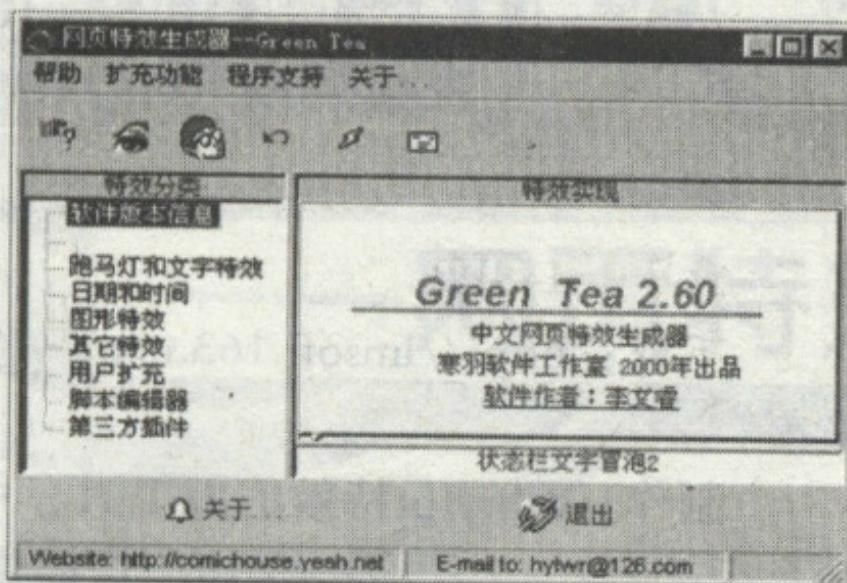 网页特效生成器--Green Tea
帮助 扩充功能 程序支持 关于...
特效分类
软件版本信息
跑马灯和文字特效
日期和时间
图形特效
其它特效
用户扩充
脚本编辑器
第三方插件
特效实现
Green Tea 2.60
中文网页特效生成器
寒羽软件工作室 2000年出品
软件作者：李文睿
状态栏文字冒泡2
关于...
退出
Website: http://comichouse.yeah.net
E-mail to: hylwr@126.com